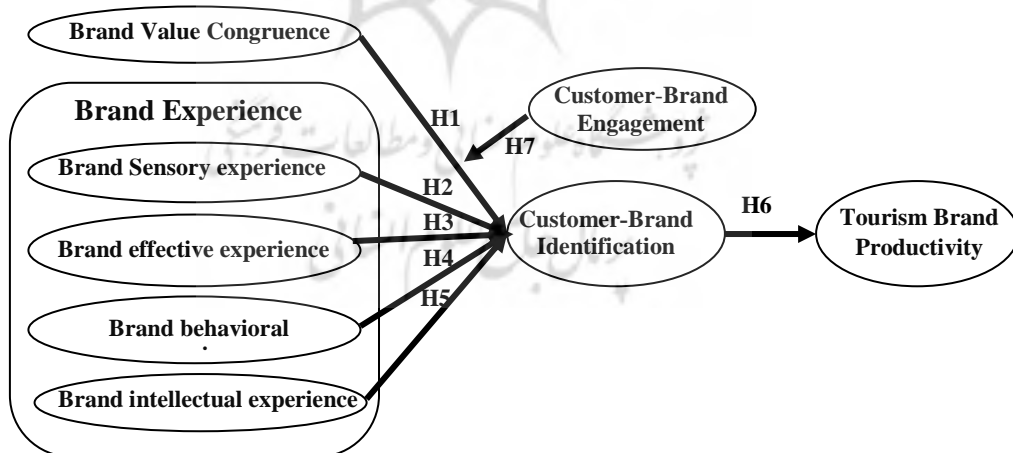 Brand Value Congruence
Brand Experience
Customer-Brand
Engagement
H1
H7
Brand Sensory experience
H2
H3
H4
H5
Customer-Brand
Identification
H6
Tourism Brand
Productivity
Brand effective experience
Brand behavioral
.
Brand intellectual experience